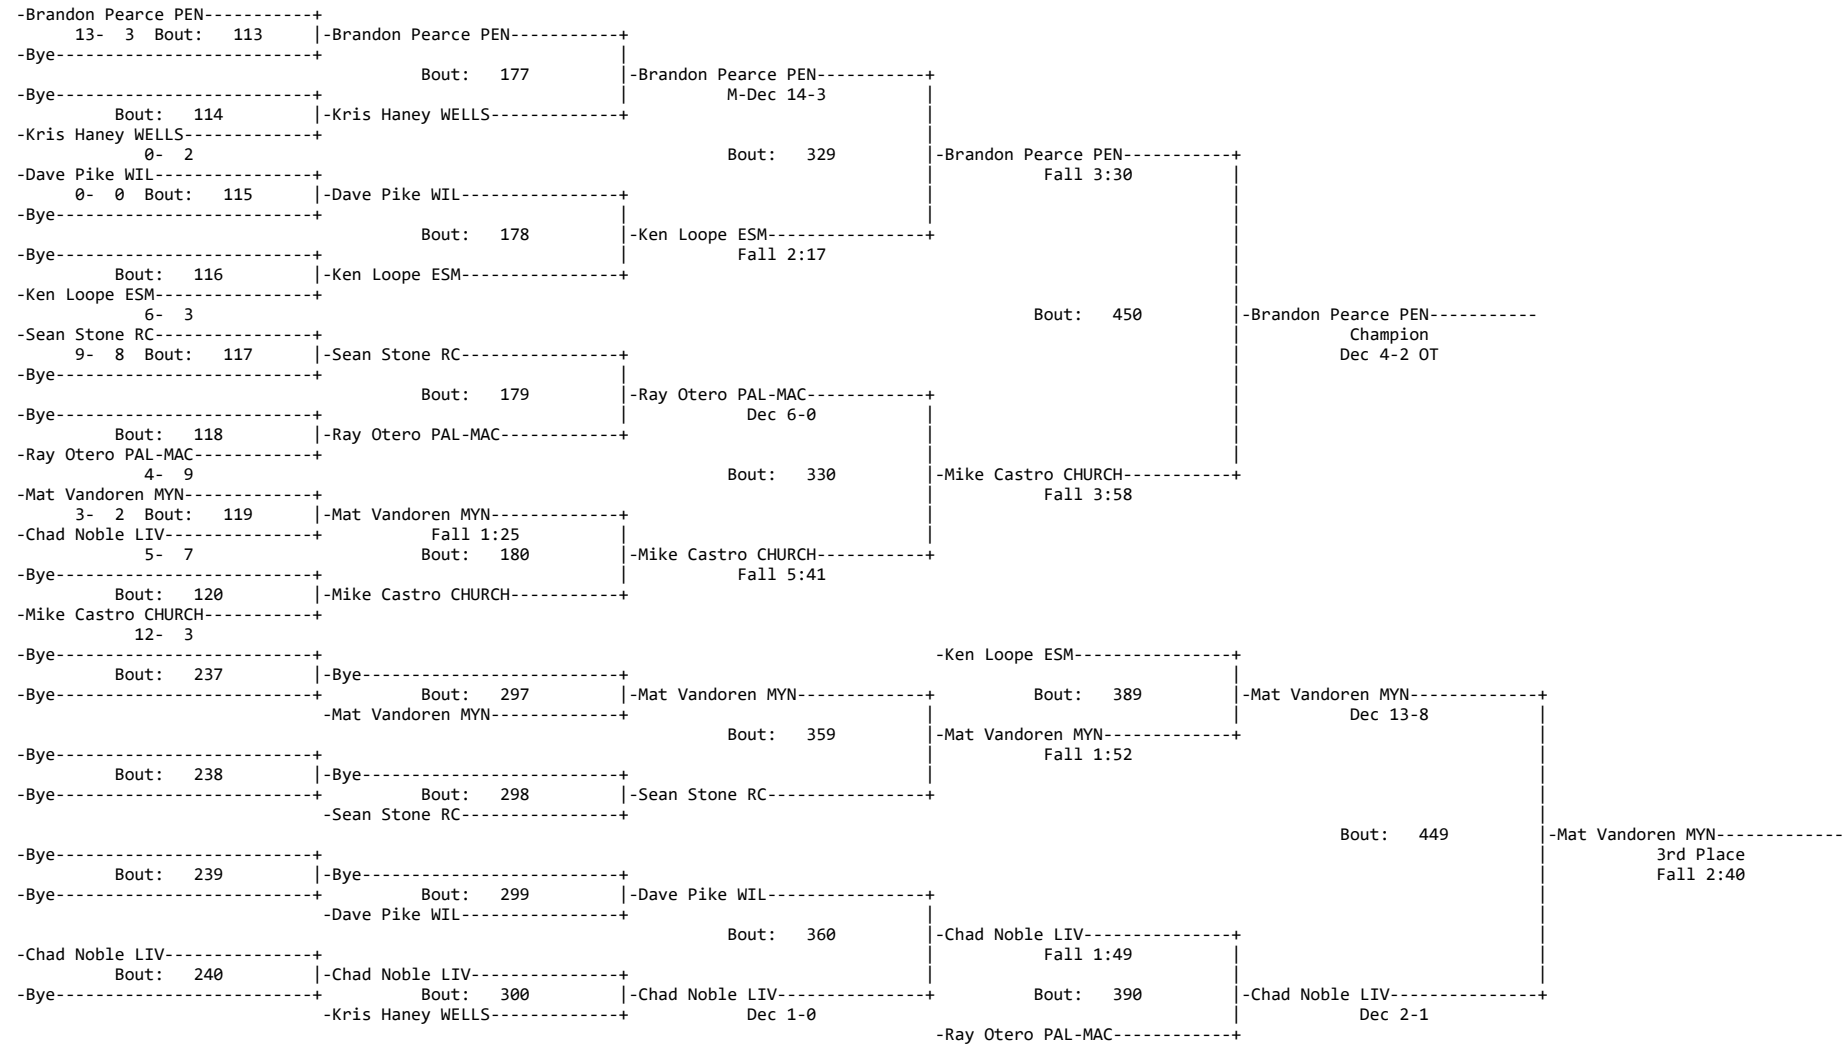 -Brandon Pearce PEN-----------+
13-  3  Bout:   113     |-Brandon Pearce PEN-----------+
-Bye--------------------------+                              |
Bout:   177         |-Brandon Pearce PEN-----------+
-Bye--------------------------+                              |          M-Dec 14-3          |
Bout:   114         |-Kris Haney WELLS-------------+                              |
-Kris Haney WELLS-------------+                                                             |
0-  2                                                      Bout:   329         |-Brandon Pearce PEN-----------+
-Dave Pike WIL----------------+                                                             |           Fall 3:30          |
0-  0  Bout:   115      |-Dave Pike WIL----------------+                              |                              |
-Bye--------------------------+                              |                              |                              |
Bout:   178         |-Ken Loope ESM----------------+                              |
-Bye--------------------------+                              |           Fall 2:17                                         |
Bout:   116         |-Ken Loope ESM----------------+                                                             |
-Ken Loope ESM----------------+                                                                                            |
6-  3                                                                                     Bout:   450         |-Brandon Pearce PEN-----------
-Sean Stone RC----------------+                                                                                            |           Champion
9-  8  Bout:   117      |-Sean Stone RC----------------+                                                             |          Dec 4-2 OT
-Bye--------------------------+                              |                                                             |
Bout:   179         |-Ray Otero PAL-MAC------------+                              |
-Bye--------------------------+                              |            Dec 6-0           |                              |
Bout:   118         |-Ray Otero PAL-MAC------------+                              |                              |
-Ray Otero PAL-MAC------------+                                                             |                              |
4-  9                                                      Bout:   330         |-Mike Castro CHURCH-----------+
-Mat Vandoren MYN-------------+                                                             |           Fall 3:58
3-  2  Bout:   119      |-Mat Vandoren MYN-------------+                              |
-Chad Noble LIV---------------+           Fall 1:25          |                              |
5-  7                       Bout:   180         |-Mike Castro CHURCH-----------+
-Bye--------------------------+                              |           Fall 5:41
Bout:   120         |-Mike Castro CHURCH-----------+
-Mike Castro CHURCH-----------+
12-  3
-Bye--------------------------+                                                              -Ken Loope ESM----------------+
Bout:   237         |-Bye--------------------------+                                                             |
-Bye--------------------------+          Bout:   297         |-Mat Vandoren MYN-------------+          Bout:   389         |-Mat Vandoren MYN-------------+
-Mat Vandoren MYN-------------+                              |                              |           Dec 13-8           |
Bout:   359         |-Mat Vandoren MYN-------------+                              |
-Bye--------------------------+                                                             |           Fall 1:52                                         |
Bout:   238         |-Bye--------------------------+                              |                                                             |
-Bye--------------------------+          Bout:   298         |-Sean Stone RC----------------+                                                             |
-Sean Stone RC----------------+                                                                                            |
Bout:   449         |-Mat Vandoren MYN-------------
-Bye--------------------------+                                                                                                                           |           3rd Place
Bout:   239         |-Bye--------------------------+                                                                                            |           Fall 2:40
-Bye--------------------------+          Bout:   299         |-Dave Pike WIL----------------+                                                             |
-Dave Pike WIL----------------+                              |                                                             |
Bout:   360         |-Chad Noble LIV---------------+                              |
-Chad Noble LIV---------------+                                                             |           Fall 1:49          |                              |
Bout:   240         |-Chad Noble LIV---------------+                              |                              |                              |
-Bye--------------------------+          Bout:   300         |-Chad Noble LIV---------------+          Bout:   390         |-Chad Noble LIV---------------+
-Kris Haney WELLS-------------+            Dec 1-0                                          |            Dec 2-1
-Ray Otero PAL-MAC------------+